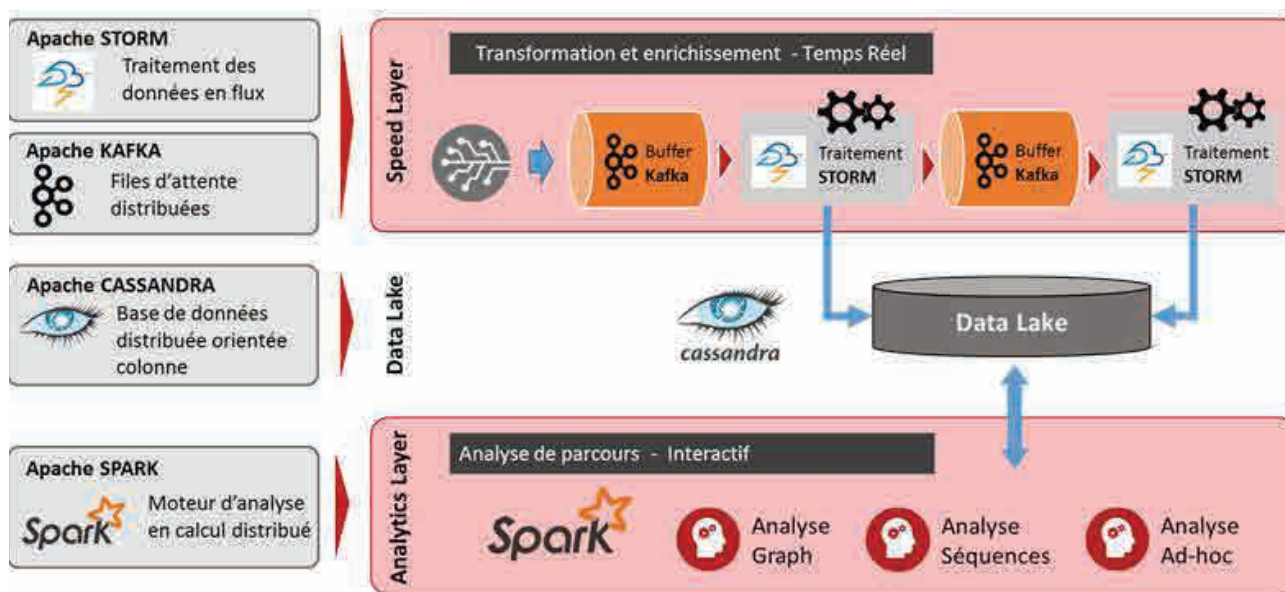 Apache STORM
Traitement des
données en flux
Apache KAFKA
Files d'attente
distribuées
Apache CASSANDRA
Base de données
distribuée orientée
colonne
Apache SPARK
Spark
Moteur d'analyse
en calcul distribué
Speed Layer
Transformation et enrichissement - Temps Réel
Buffer
Kafka
Traitement
STORM
Buffer
Kafka
Traitement
STORM
Data Lake
cassandra
Data Lake
Analytics Layer
Analyse de parcours - Interactif
Spark
Analyse
Graph
Analyse
Séquences
Analyse
Ad-hoc